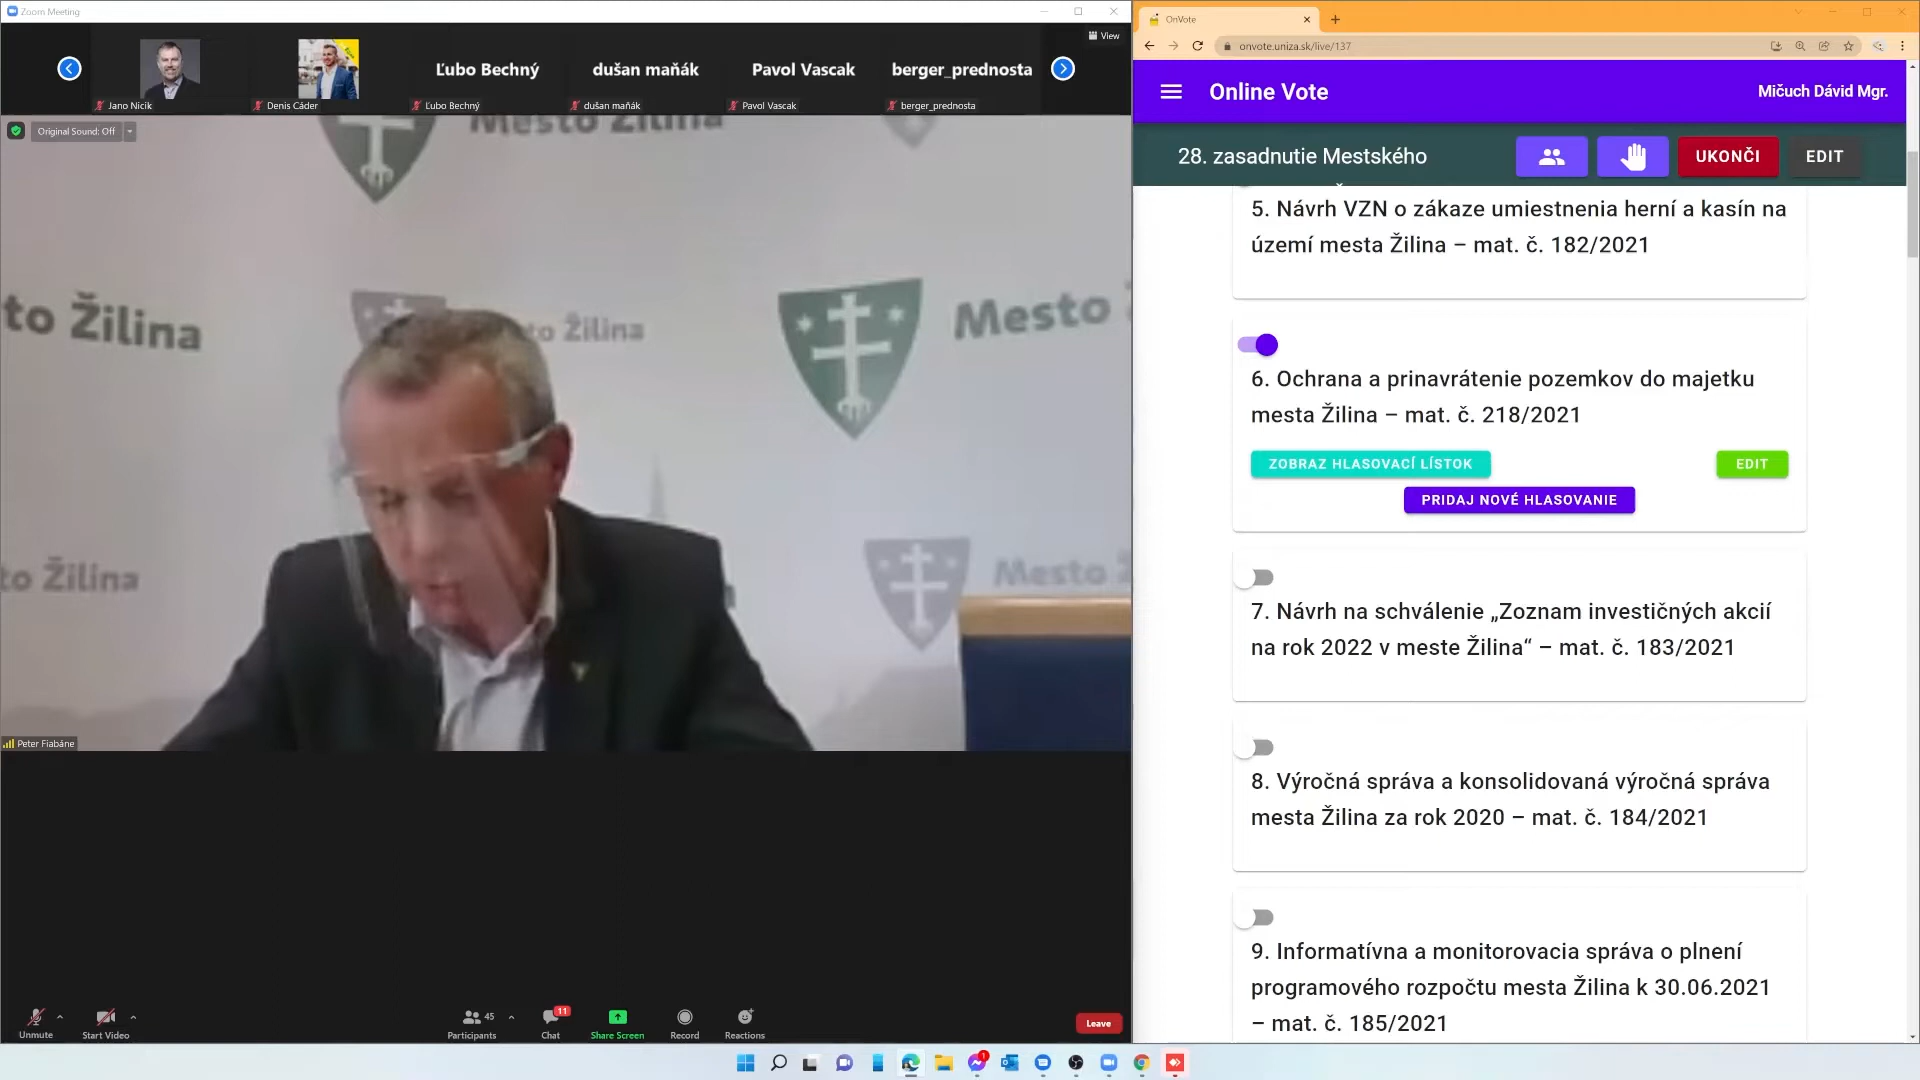 Zoom Meeting
View
Ľubo Bechný
dušan maňák
Pavol Vascak
berger_prednosta
Jano Nicík
Denis Cáder
Ľubo Bechný
dušan maňák
Pavol Vascak
berger_prednosta
Original Sound: Off
Mesto Žilina
to Žilina
to Žilina
Mesto
to Žilina
Mesto
Peter Fiabáne
Unmute
Start Video
45
Participants
11
Chat
Share Screen
Record
Reactions
Leave
OnVote
onvote.uniza.sk/live/137
Online Vote
Mičuch Dávid Mgr.
28. zasadnutie Mestského
UKONČI
EDIT
5. Návrh VZN o zákaze umiestnenia herní a kasín na
území mesta Žilina – mat. č. 182/2021
6. Ochrana a prinavrátenie pozemkov do majetku
mesta Žilina – mat. č. 218/2021
ZOBRAZ HLASOVACÍ LÍSTOK
EDIT
PRIDAJ NOVÉ HLASOVANIE
7. Návrh na schválenie „Zoznam investičných akcií
na rok 2022 v meste Žilina“ – mat. č. 183/2021
8. Výročná správa a konsolidovaná výročná správa
mesta Žilina za rok 2020 – mat. č. 184/2021
9. Informatívna a monitorovacia správa o plnení
programového rozpočtu mesta Žilina k 30.06.2021
– mat. č. 185/2021
1